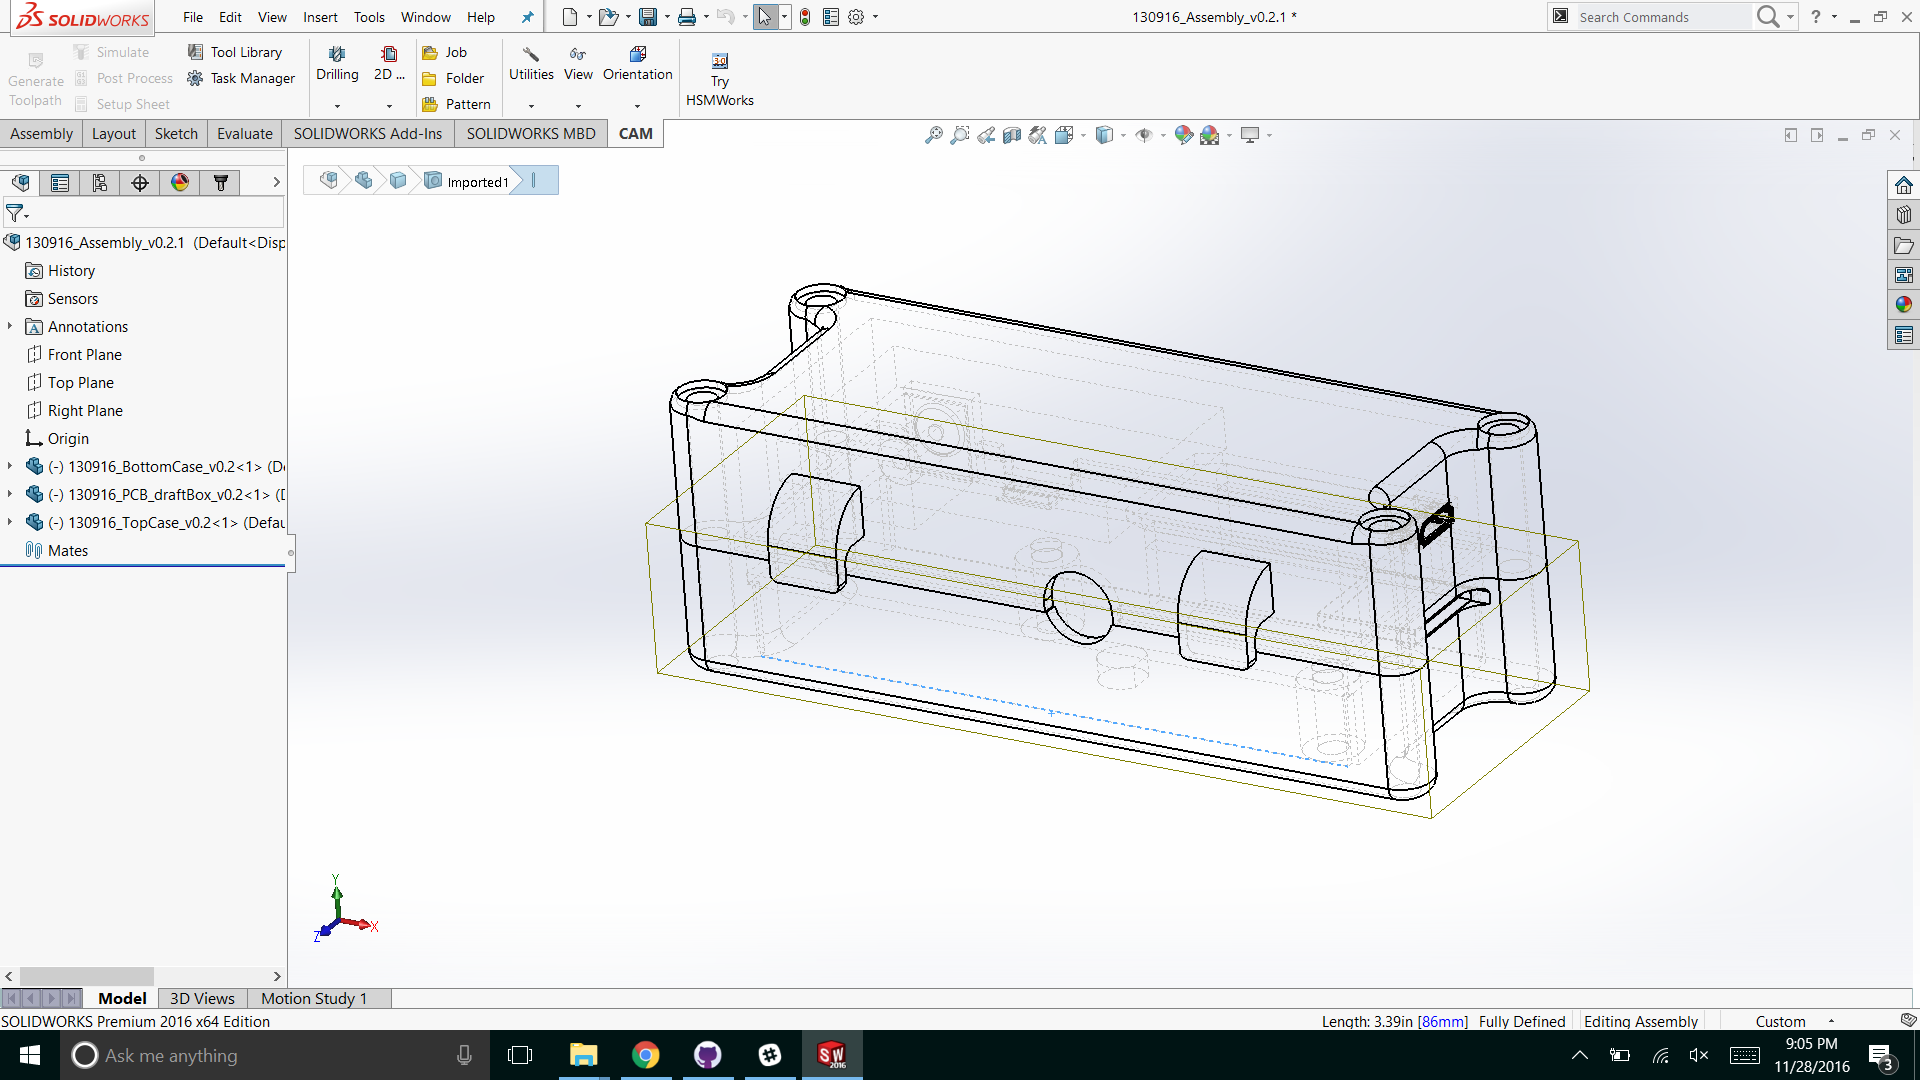 SOLIDWORKS File Edit View Insert Tools Window Help 130916_Assembly_v0.2.1 * Search Commands ?
Simulate Tool Library Job
Generate Toolpath Post Process Task Manager Drilling 2D ... Folder Utilities View Orientation Try HSMWorks
Setup Sheet Pattern
Assembly Layout Sketch Evaluate SOLIDWORKS Add-Ins SOLIDWORKS MBD CAM
Imported1
130916_Assembly_v0.2.1 (Default<Disp
History
Sensors
Annotations
Front Plane
Top Plane
Right Plane
Origin
(-) 130916_BottomCase_v0.2<1> (De
(-) 130916_PCB_draftBox_v0.2<1> ([
(-) 130916_TopCase_v0.2<1> (Defau
Mates
Y
X
Z
Model 3D Views Motion Study 1
SOLIDWORKS Premium 2016 x64 Edition Length: 3.39in [86mm] Fully Defined Editing Assembly Custom
Ask me anything SW 2016 9:05 PM
11/28/2016 3